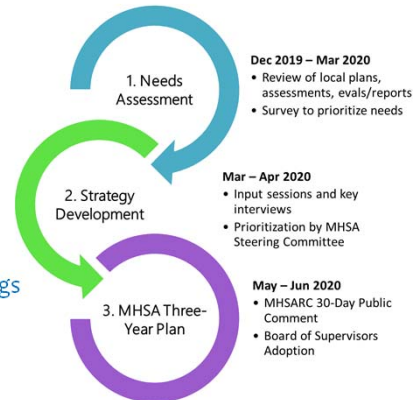 1. Needs
Assessment
Dec 2019 – Mar 2020
• Review of local plans,
assessments, evals/reports
• Survey to prioritize needs
2. Strategy
Development
Mar – Apr 2020
• Input sessions and key
interviews
• Prioritization by MHSA
Steering Committee
gs
3. MHSA Three-
Year Plan
May – Jun 2020
• MHSARC 30-Day Public
Comment
• Board of Supervisors
Adoption